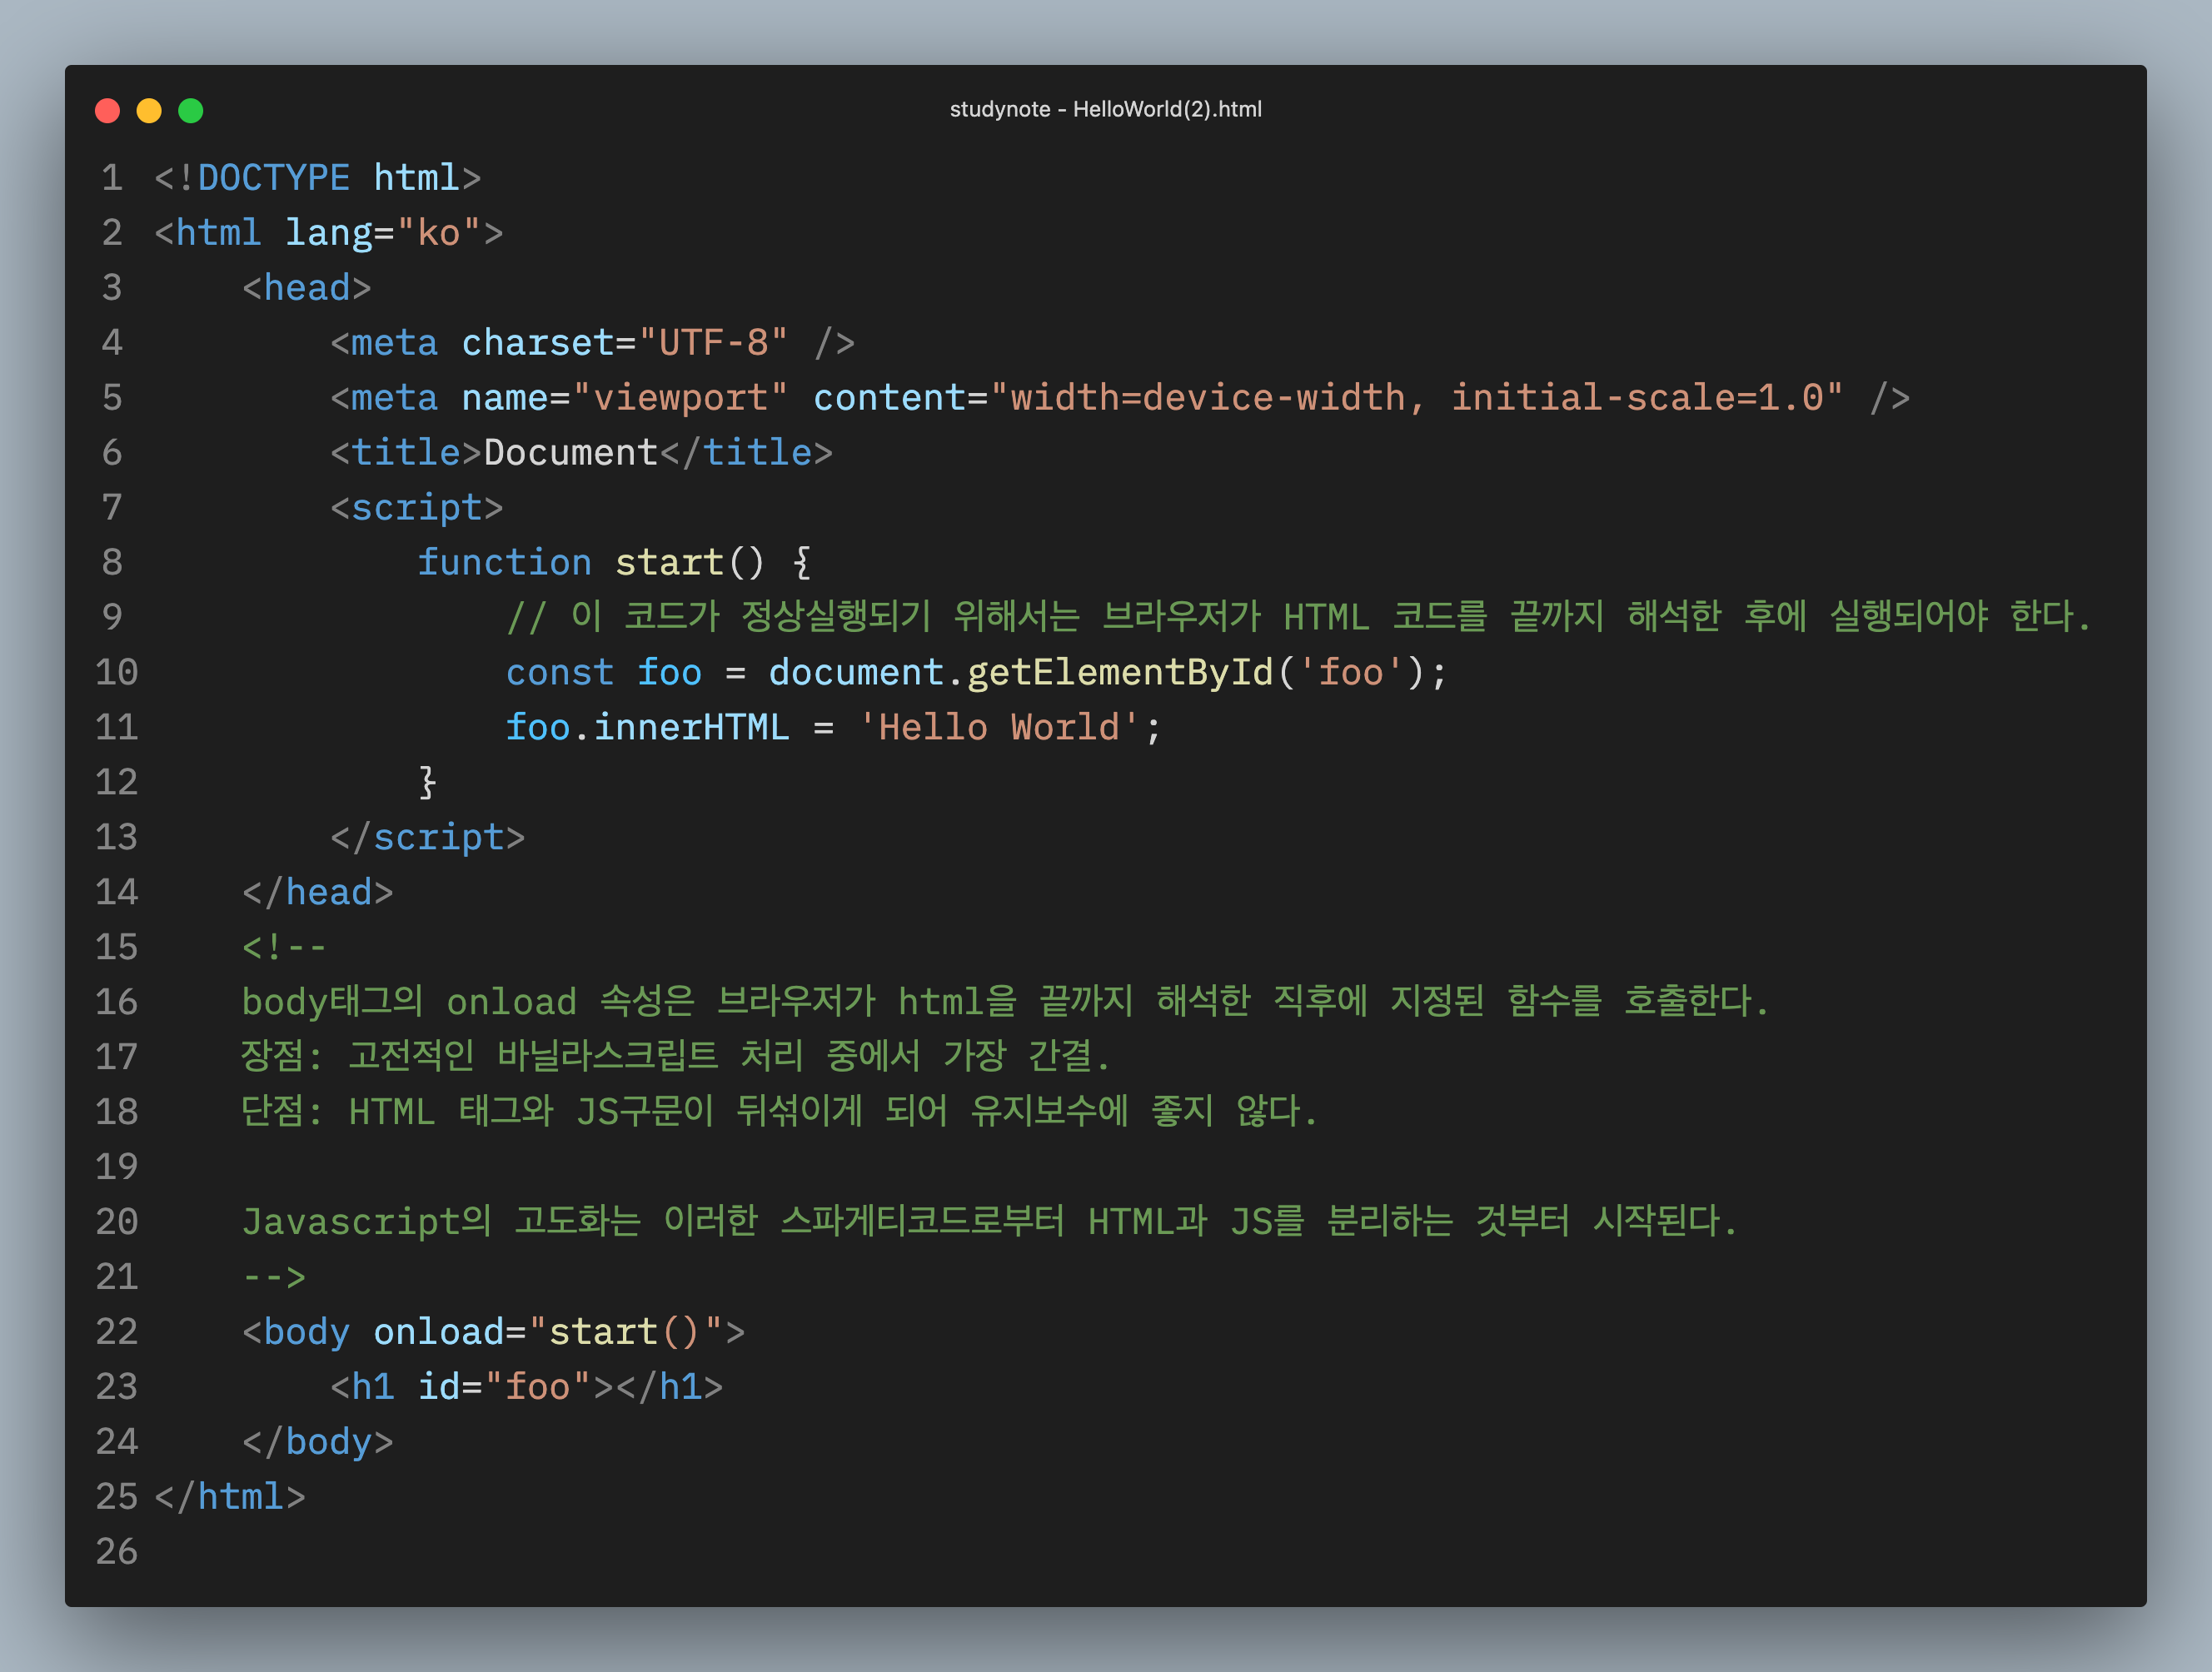 studynote - HelloWorld(2).html
1 <!DOCTYPE html>
2 <html lang="ko">
3     <head>
4         <meta charset="UTF-8" />
5         <meta name="viewport" content="width=device-width, initial-scale=1.0" />
6         <title>Document</title>
7         <script>
8             function start() {
9                 // 이 코드가 정상실행되기 위해서는 브라우저가 HTML 코드를 끝까지 해석한 후에 실행되어야 한다.
10                 const foo = document.getElementById('foo');
11                 foo.innerHTML = 'Hello World';
12             }
13         </script>
14     </head>
15     <!--
16     body태그의 onload 속성은 브라우저가 html을 끝까지 해석한 직후에 지정된 함수를 호출한다.
17     장점: 고전적인 바닐라스크립트 처리 중에서 가장 간결.
18     단점: HTML 태그와 JS구문이 뒤섞이게 되어 유지보수에 좋지 않다.
19
20     Javascript의 고도화는 이러한 스파게티코드로부터 HTML과 JS를 분리하는 것부터 시작된다.
21     -->
22     <body onload="start()">
23         <h1 id="foo"></h1>
24     </body>
25 </html>
26